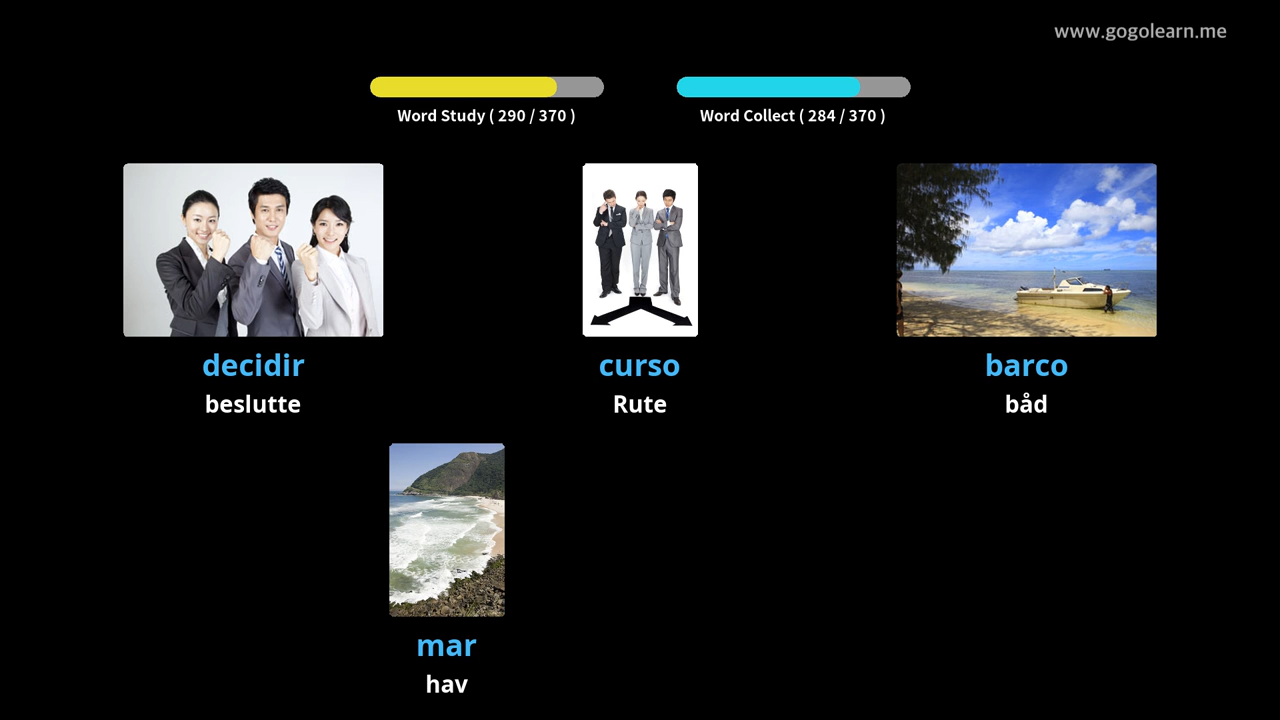 www.gogolearn.me
Word Study ( 290 / 370 )
Word Collect ( 284 / 370 )
decidir
beslutte
curso
Rute
barco
båd
mar
hav